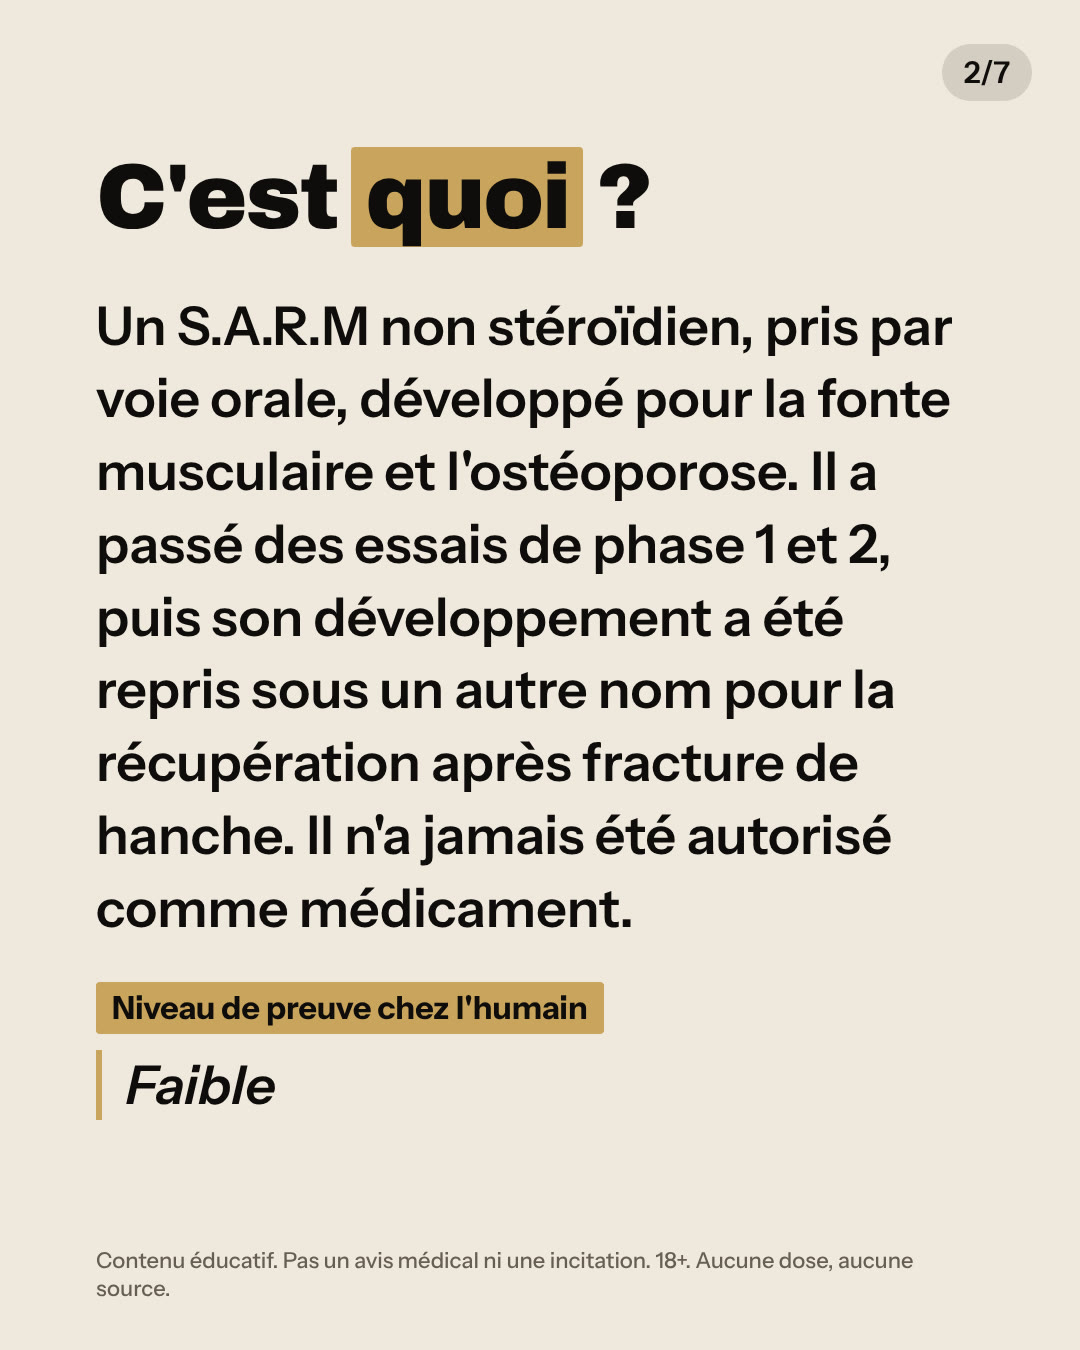 2/7
C'est quoi ?
Un S.A.R.M non stéroïdien, pris par
voie orale, développé pour la fonte
musculaire et l'ostéoporose. Il a
passé des essais de phase 1 et 2,
puis son développement a été
repris sous un autre nom pour la
récupération après fracture de
hanche. Il n'a jamais été autorisé
comme médicament.
Niveau de preuve chez l'humain
Faible
Contenu éducatif. Pas un avis médical ni une incitation. 18+. Aucune dose, aucune
source.